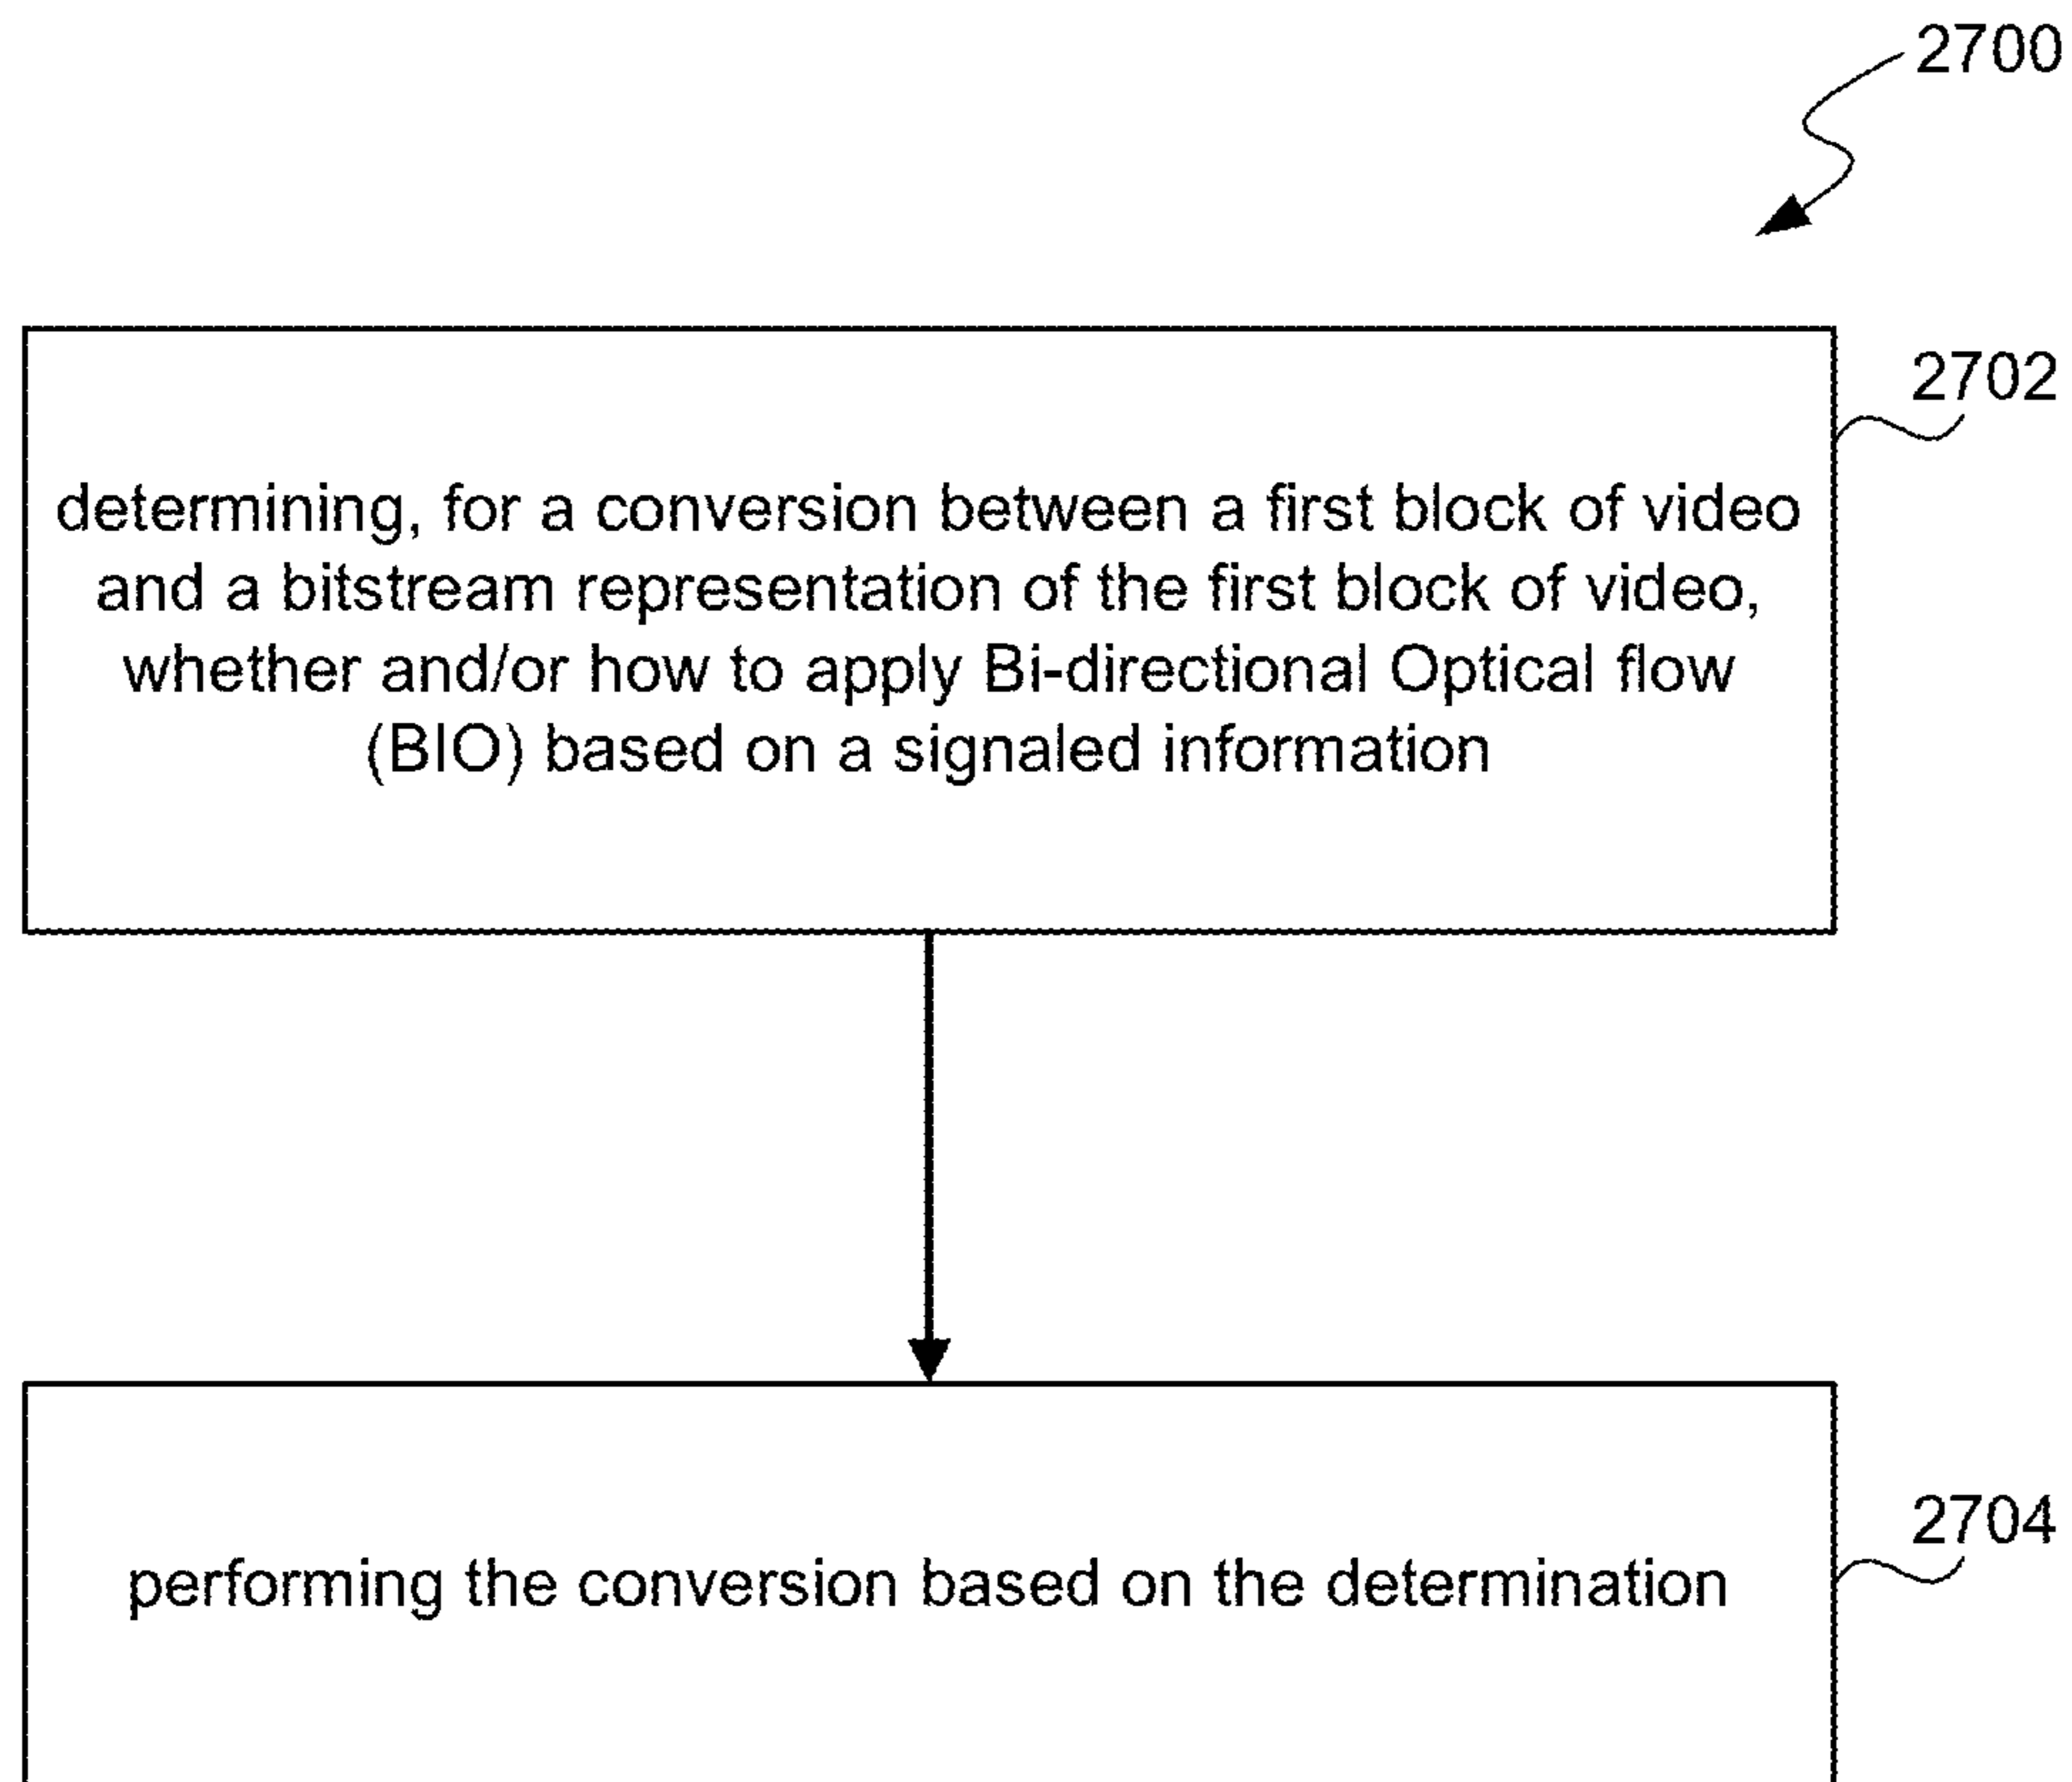 2700
2702
determining, for a conversion between a first block of video
and a bitstream representation of the first block of video,
whether and/or how to apply Bi-directional Optical flow
(BIO) based on a signaled information
2704
performing the conversion based on the determination